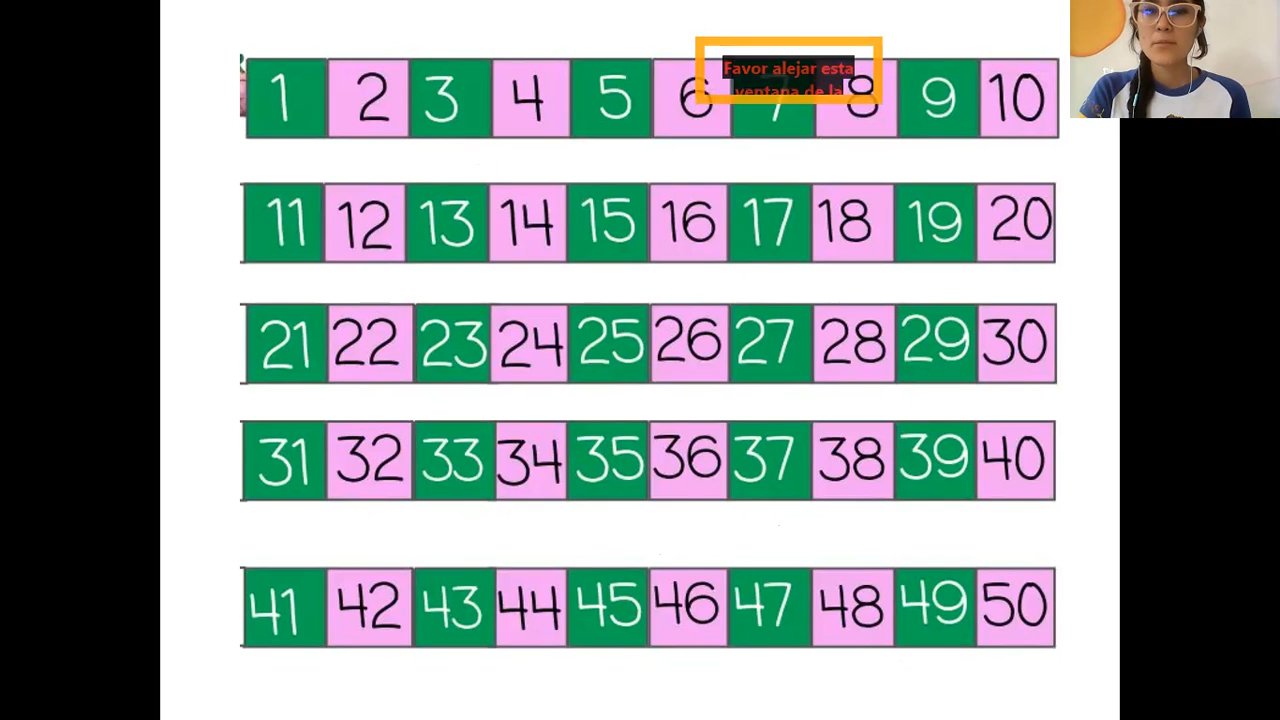 Favor alejar esta
ventana de la
1 2 3 4 5 6 7 8 9 10
11 12 13 14 15 16 17 18 19 20
21 22 23 24 25 26 27 28 29 30
31 32 33 34 35 36 37 38 39 40
41 42 43 44 45 46 47 48 49 50